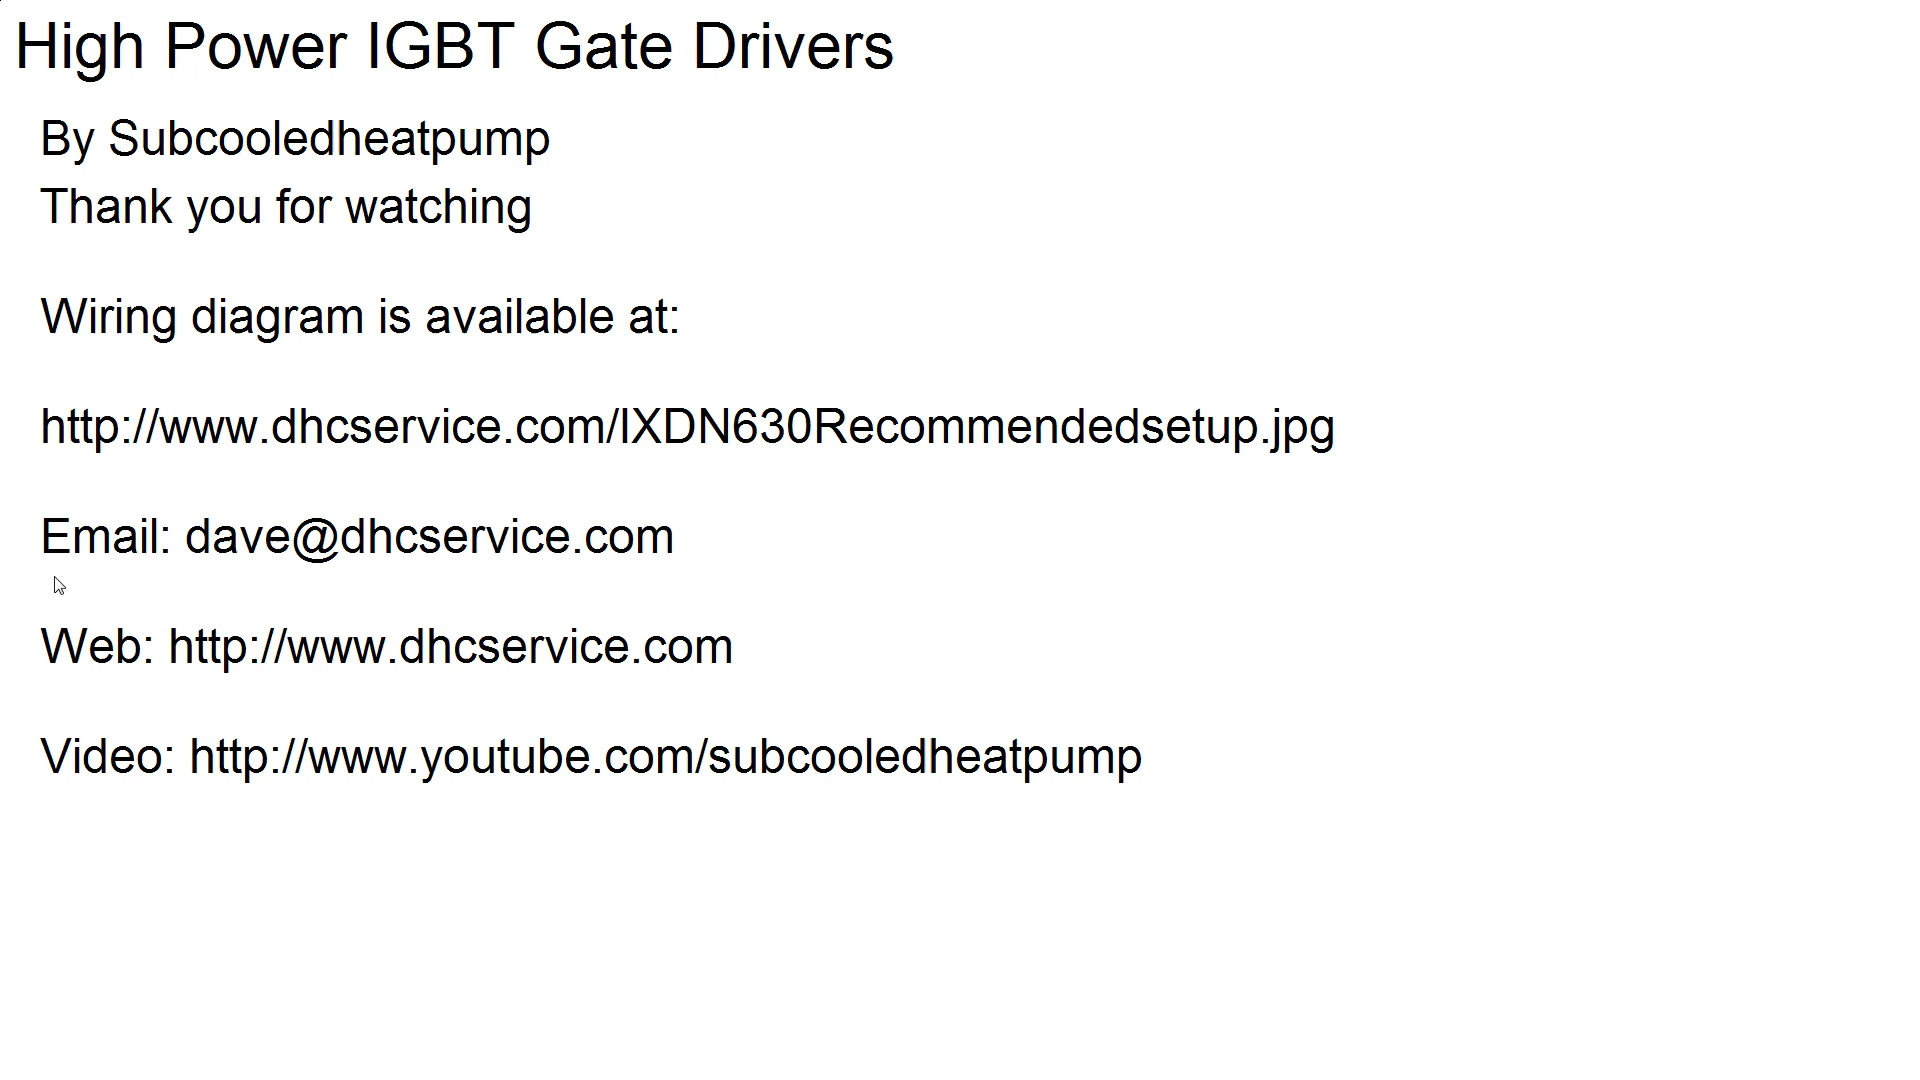 High Power IGBT Gate Drivers
By Subcooledheatpump
Thank you for watching
Wiring diagram is available at:
http://www.dhcservice.com/IXDN630Recommendedsetup.jpg
Email: dave@dhcservice.com
Web: http://www.dhcservice.com
Video: http://www.youtube.com/subcooledheatpump